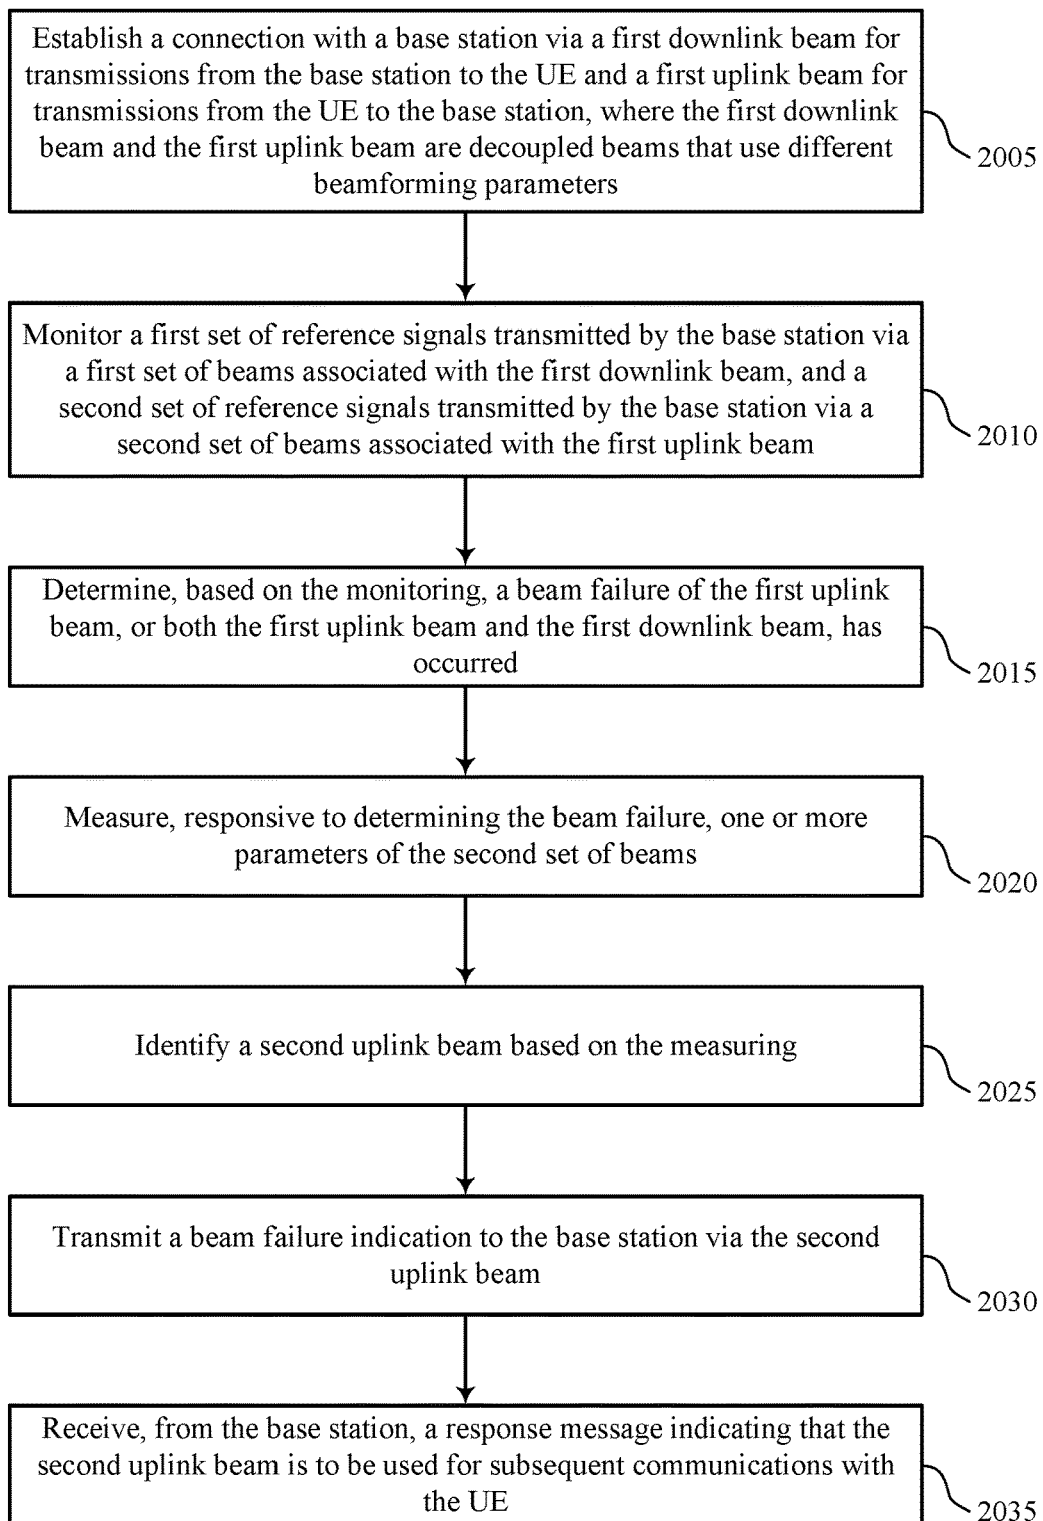 Establish a connection with a base station via a first downlink beam for
transmissions from the base station to the UE and a first uplink beam for
transmissions from the UE to the base station, where the first downlink
beam and the first uplink beam are decoupled beams that use different
beamforming parameters
2005
Monitor a first set of reference signals transmitted by the base station via
a first set of beams associated with the first downlink beam, and a
second set of reference signals transmitted by the base station via a
second set of beams associated with the first uplink beam
2010
Determine, based on the monitoring, a beam failure of the first uplink
beam, or both the first uplink beam and the first downlink beam, has
occurred
2015
Measure, responsive to determining the beam failure, one or more
parameters of the second set of beams
2020
Identify a second uplink beam based on the measuring
2025
Transmit a beam failure indication to the base station via the second
uplink beam
2030
Receive, from the base station, a response message indicating that the
second uplink beam is to be used for subsequent communications with
the UE
2035